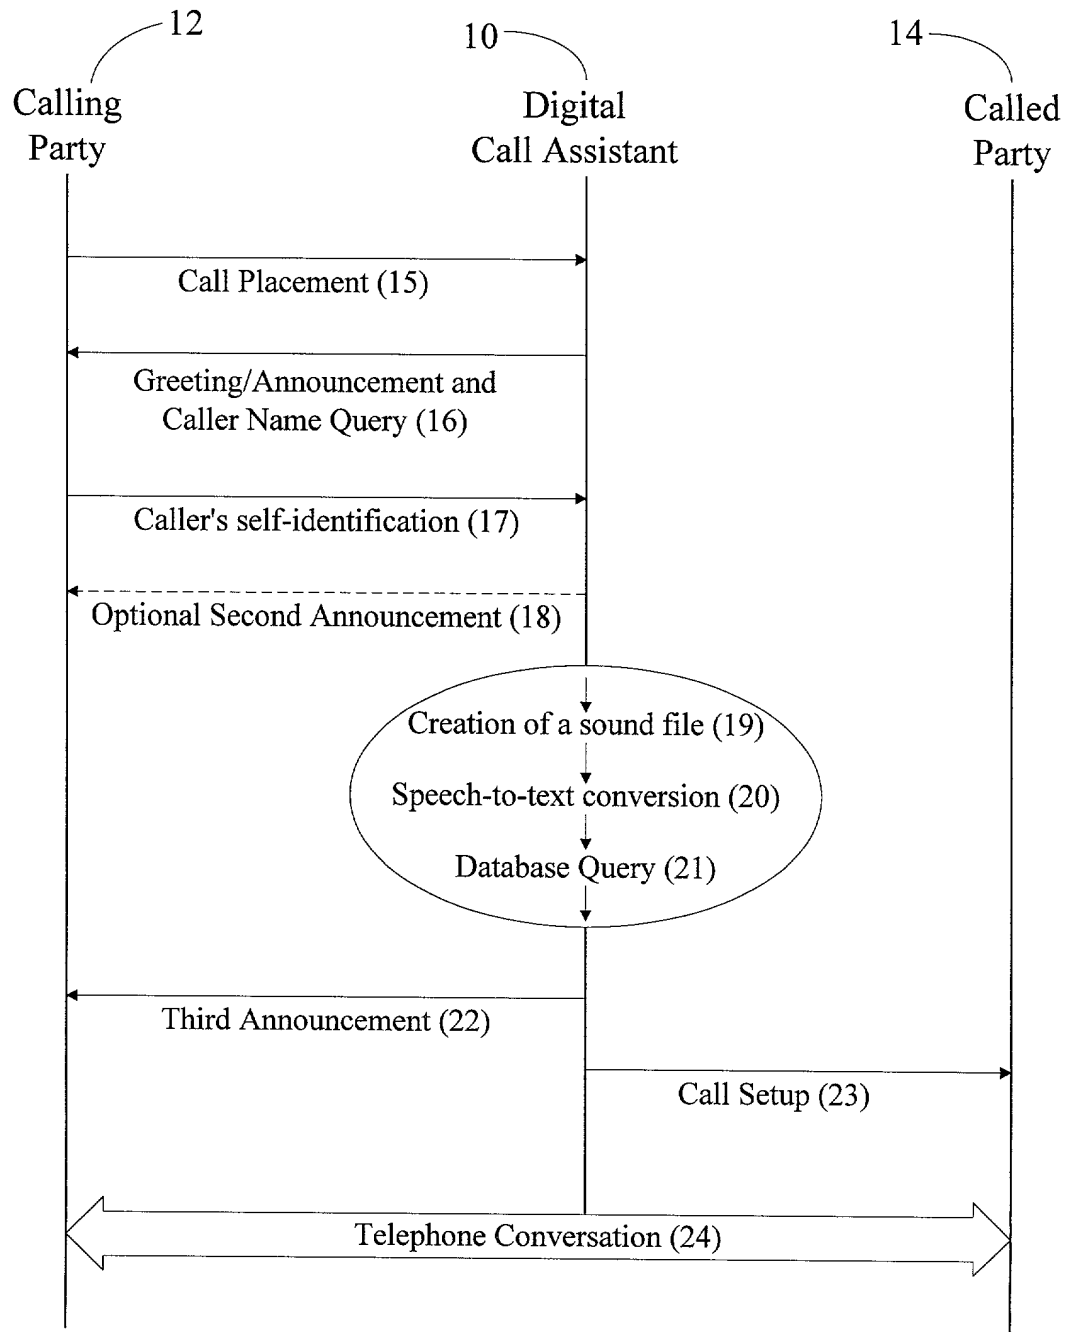 12
10
14
Calling
Party
Digital
Call Assistant
Called
Party
Call Placement (15)
Greeting/Announcement and
Caller Name Query (16)
Caller's self-identification (17)
Optional Second Announcement (18)
Creation of a sound file (19)
Speech-to-text conversion (20)
Database Query (21)
Third Announcement (22)
Call Setup (23)
Telephone Conversation (24)